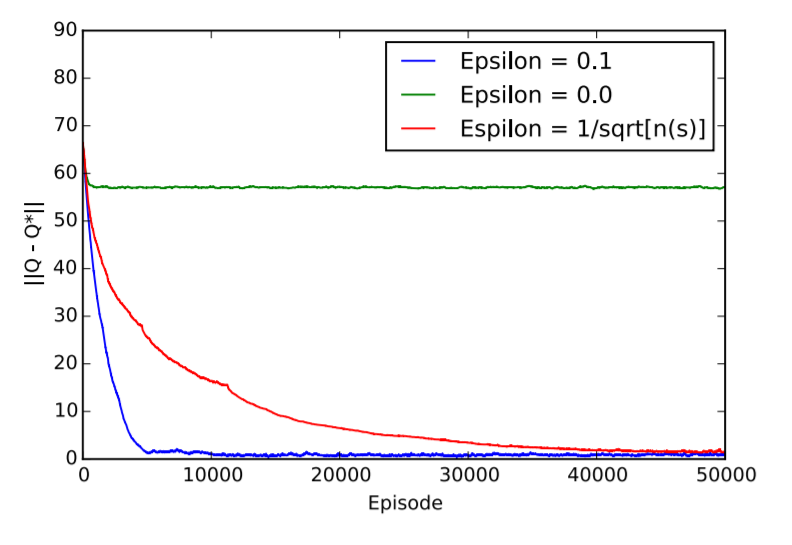 90
80
70
60
50
40
30
20
10
0
||Q - Q*||
Epsilon = 0.1
Epsilon = 0.0
Espilon = 1/sqrt[n(s)]
0 10000 20000 30000 40000 50000
Episode